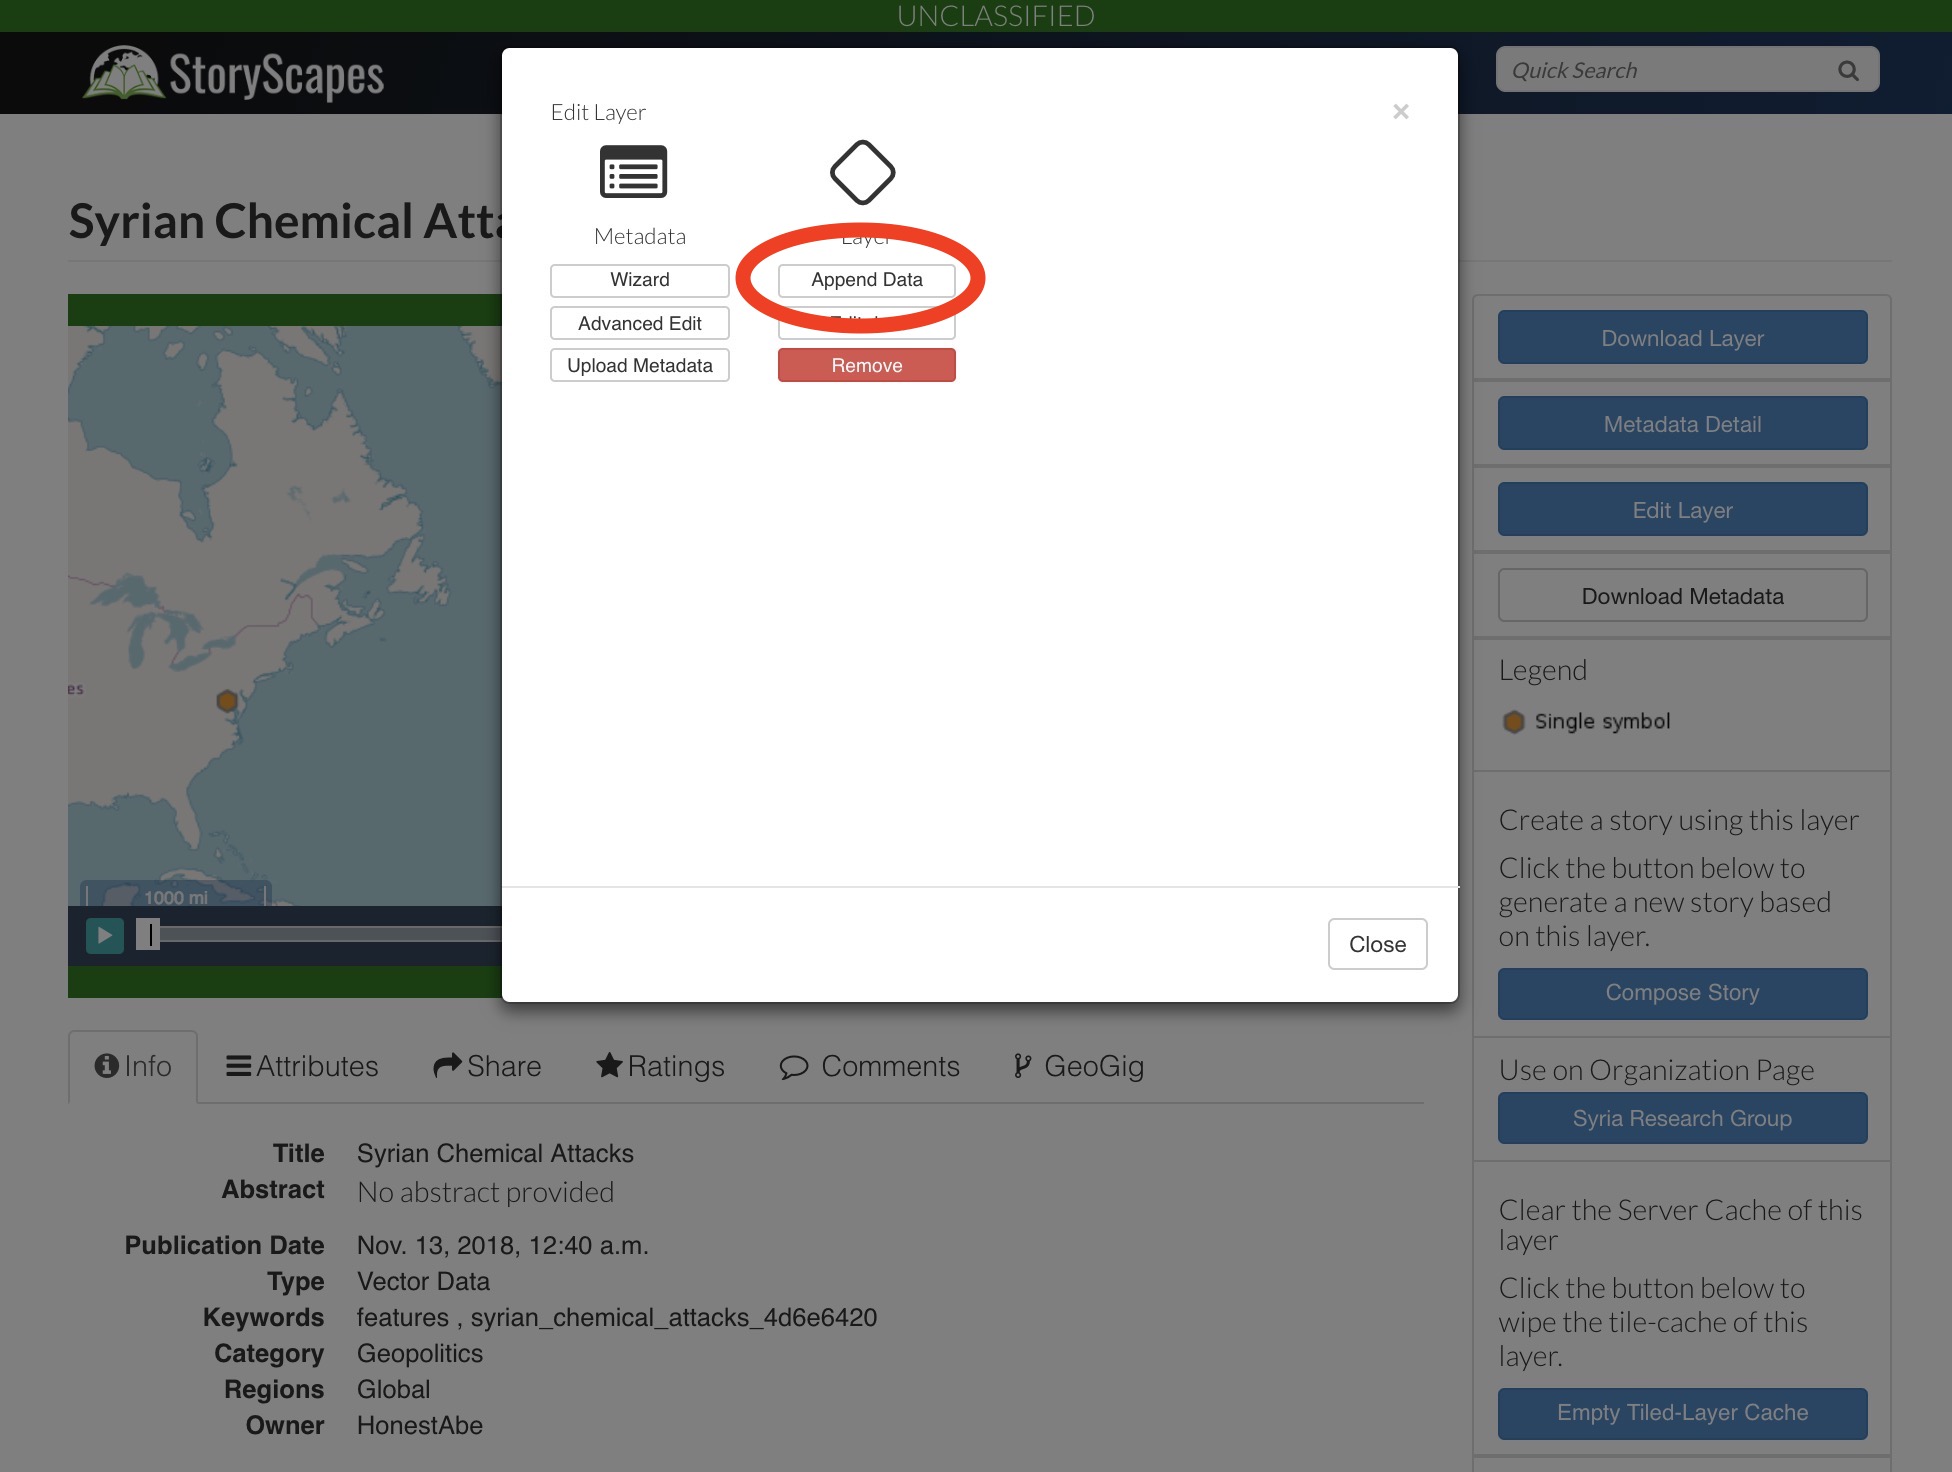 UNCLASSIFIED
StoryScapes
Quick Search
Edit Layer
×
Syrian Chemical
Metadata
Layer
Wizard
Append Data
Advanced Edit
Upload Metadata
Remove
Download Layer
Metadata Detail
Edit Layer
Download Metadata
Legend
Single symbol
es
1000 mi
Create a story using this layer
Click the button below to
generate a new story based
on this layer.
Compose Story
Close
Info
Attributes
Share
Ratings
Comments
GeoGig
Use on Organization Page
Syria Research Group
Title Syrian Chemical Attacks
Abstract No abstract provided
Publication Date Nov. 13, 2018, 12:40 a.m.
Type Vector Data
Keywords features , syrian_chemical_attacks_4d6e6420
Category Geopolitics
Regions Global
Owner HonestAbe
Clear the Server Cache of this
layer
Click the button below to
wipe the tile-cache of this
layer.
Empty Tiled-Layer Cache